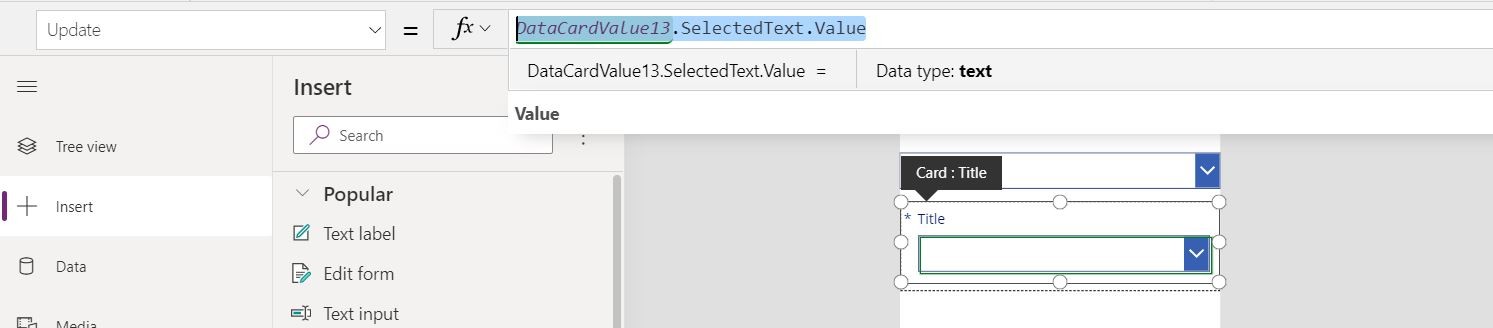 Update = fx DataCardValue13.SelectedText.Value
DataCardValue13.SelectedText.Value = Data type: text
Value
Insert
Search
Tree view
Insert
Data
Media
Popular
Text label
Edit form
Text input
Card : Title
* Title